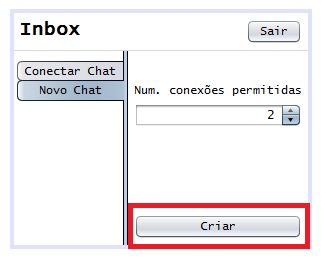 Inbox
Sair
Conectar Chat
Novo Chat
Num. conexões permitidas
2
Criar